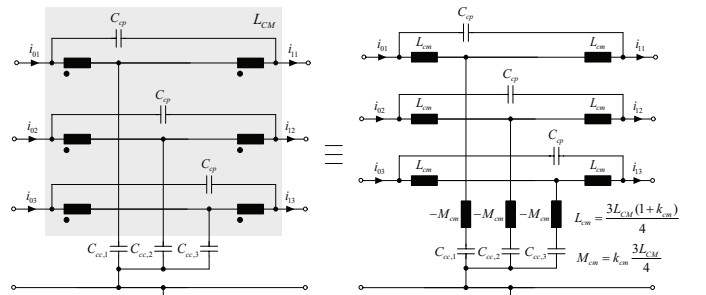 C_cp L_CM
i_01 i_11
C_cp
i_02 i_12
C_cp
i_03 i_13
C_cc,1 C_cc,2 C_cc,3
≡
C_cp
i_01 L_cm L_cm i_11
C_cp
i_02 L_cm L_cm i_12
C_cp
i_03 L_cm L_cm i_13
−M_cm −M_cm −M_cm
C_cc,1 C_cc,2 C_cc,3
L_cm = 3L_CM(1+k_cm)/4
M_cm = k_cm 3L_CM/4